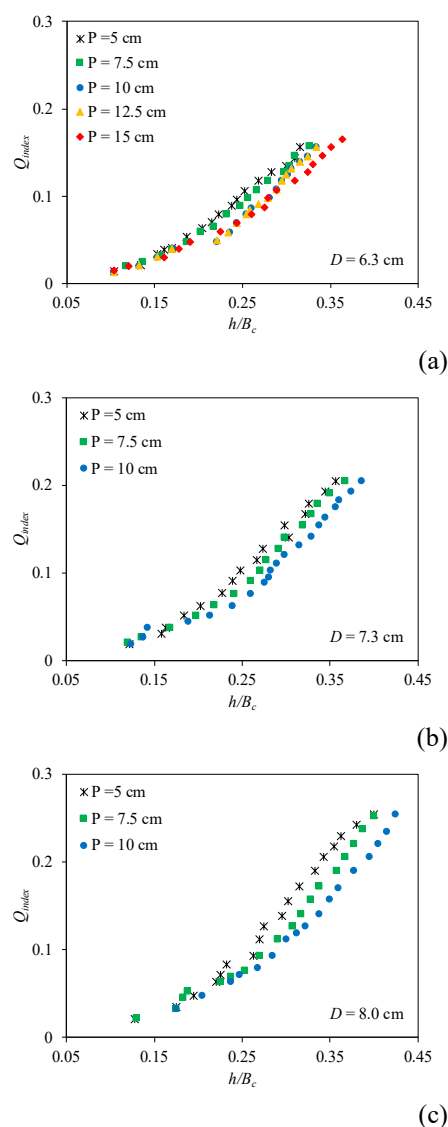 0.3
P =5 cm
P = 7.5 cm
P = 10 cm
P = 12.5 cm
P = 15 cm
0.2
Q_index
0.1
0
D = 6.3 cm
0.05 0.15 0.25 0.35 0.45
h/B_c
(a)
0.3
P =5 cm
P = 7.5 cm
P = 10 cm
0.2
Q_index
0.1
0
D = 7.3 cm
0.05 0.15 0.25 0.35 0.45
h/B_c
(b)
0.3
P =5 cm
P = 7.5 cm
P = 10 cm
0.2
Q_index
0.1
0
D = 8.0 cm
0.05 0.15 0.25 0.35 0.45
h/B_c
(c)